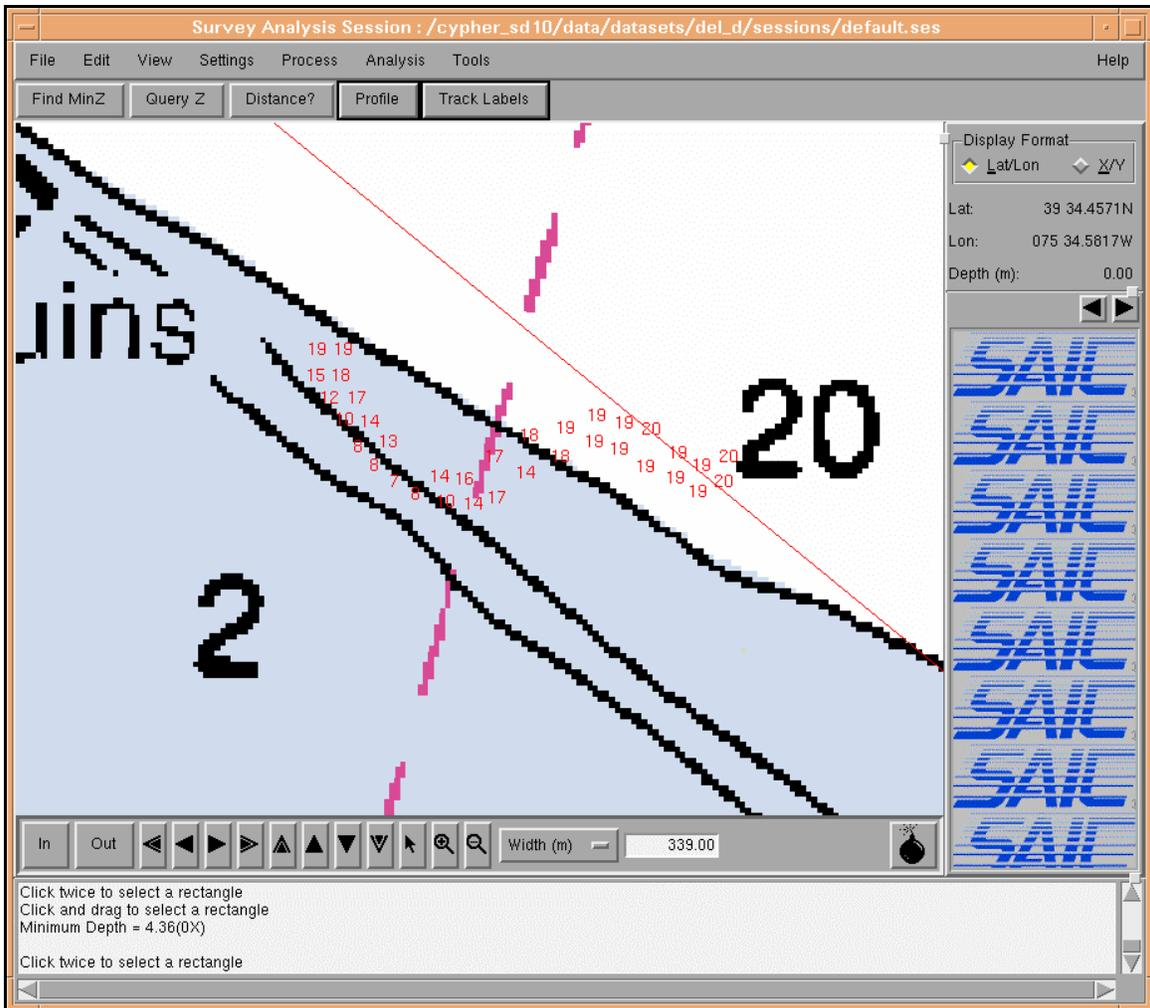 Survey Analysis Session : /cypher_sd10/data/datasets/del_d/sessions/default.ses
File Edit View Settings Process Analysis Tools Help
Find MinZ Query Z Distance? Profile Track Labels
Display Format
Lat/Lon X/Y
Lat: 39 34.4571N
Lon: 075 34.5817W
Depth (m): 0.00
uins
19 19
15 18
12 17
10 14
8 13
8
7
8
14 16 17
10 14 17
18 19 19 19 20
14 18 19 19
19 19 19 20
19 19 20
20
2
SAIC
SAIC
SAIC
SAIC
SAIC
SAIC
SAIC
SAIC
In Out Width (m) 339.00
Click twice to select a rectangle
Click and drag to select a rectangle
Minimum Depth = 4.36(0X)
Click twice to select a rectangle